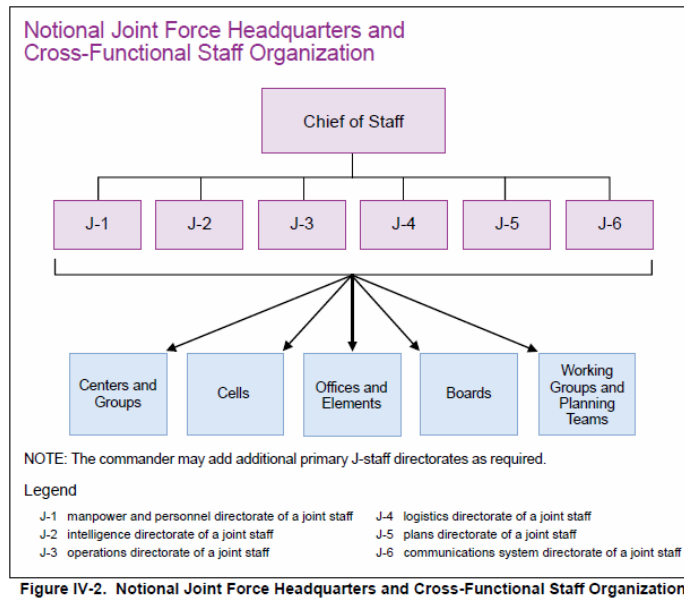 Notional Joint Force Headquarters and
Cross-Functional Staff Organization
Chief of Staff
J-1
J-2
J-3
J-4
J-5
J-6
Centers and
Groups
Cells
Offices and
Elements
Boards
Working
Groups and
Planning
Teams
NOTE: The commander may add additional primary J-staff directorates as required.
Legend
J-1 manpower and personnel directorate of a joint staff
J-2 intelligence directorate of a joint staff
J-3 operations directorate of a joint staff
J-4 logistics directorate of a joint staff
J-5 plans directorate of a joint staff
J-6 communications system directorate of a joint staff
Figure IV-2. Notional Joint Force Headquarters and Cross-Functional Staff Organization